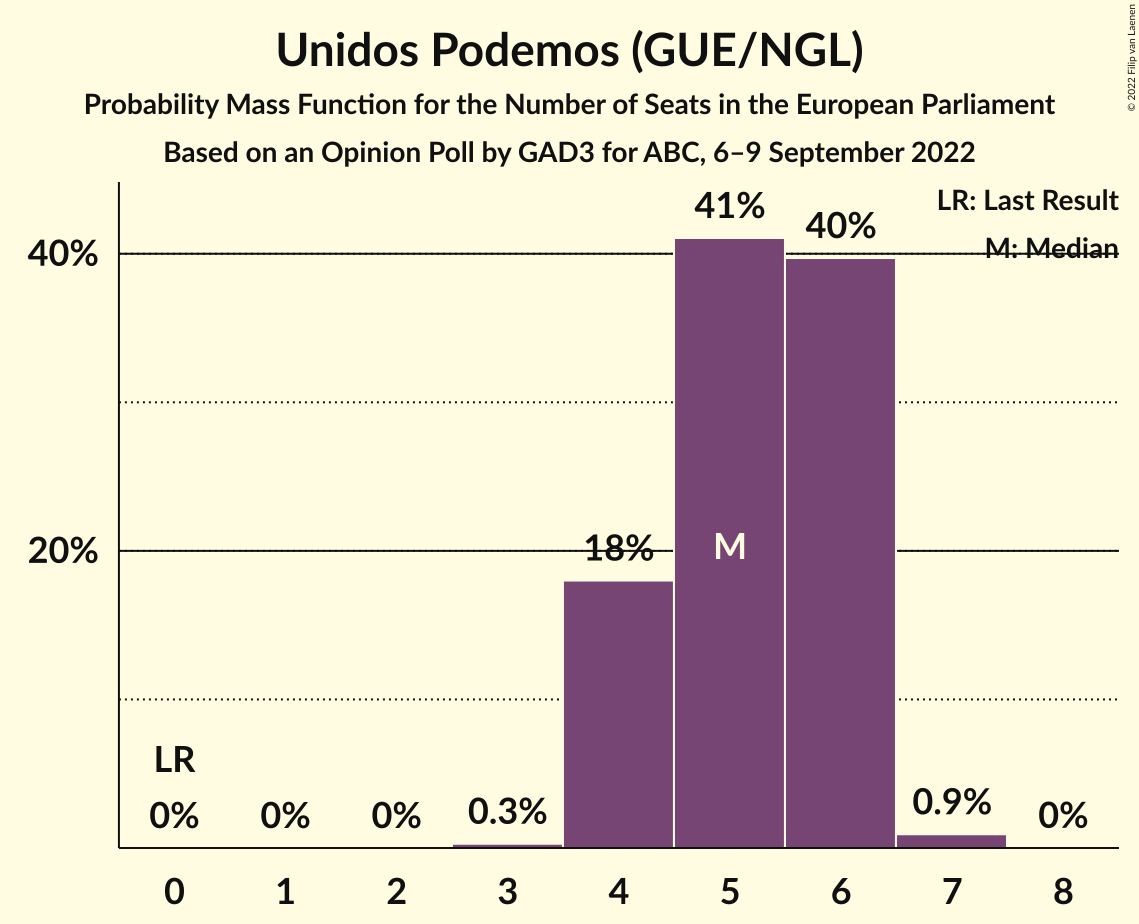 Unidos Podemos (GUE/NGL)
Probability Mass Function for the Number of Seats in the European Parliament
Based on an Opinion Poll by GAD3 for ABC, 6–9 September 2022
© 2022 Filip van Laenen
LR: Last Result
M: Median
40%
20%
41%
40%
18%
M
LR
0%
0%
0%
0.3%
0.9%
0%
0 1 2 3 4 5 6 7 8